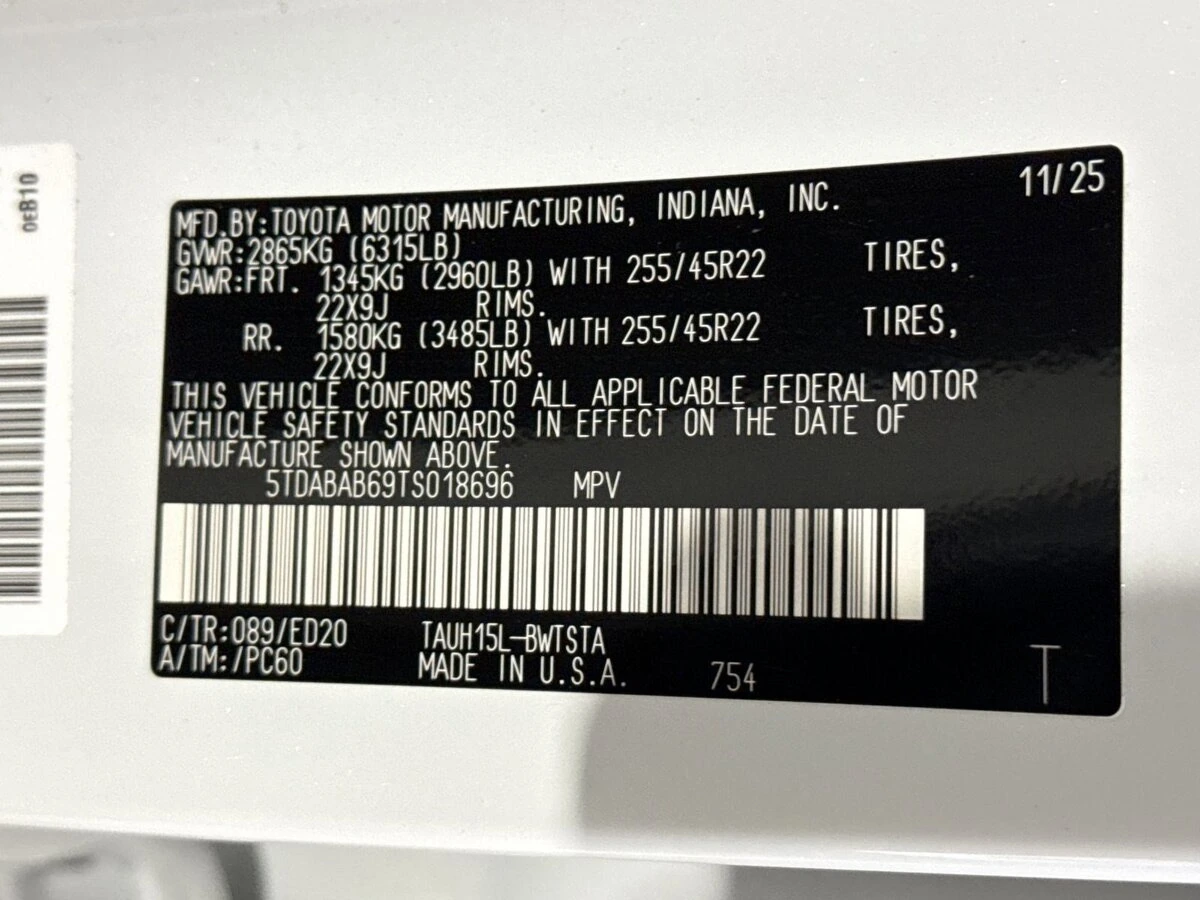 0EB10
MFD.BY:TOYOTA MOTOR MANUFACTURING, INDIANA, INC. 11/25
GVWR:2865KG (6315LB)
GAWR:FRT. 1345KG (2960LB) WITH 255/45R22 TIRES,
22X9J RIMS.
RR. 1580KG (3485LB) WITH 255/45R22 TIRES,
22X9J RIMS.
THIS VEHICLE CONFORMS TO ALL APPLICABLE FEDERAL MOTOR
VEHICLE SAFETY STANDARDS IN EFFECT ON THE DATE OF
MANUFACTURE SHOWN ABOVE.
5TDABAB69TS018696 MPV
C/TR:089/ED20 TAUH15L-BWTSTA
A/TM:/PC60 MADE IN U.S.A. 754 T